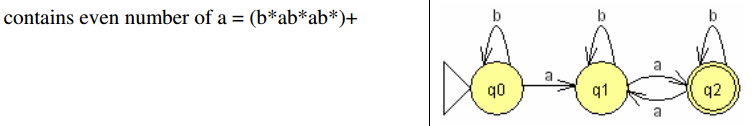 contains even number of a = (b*ab*ab*)+
b
b
b
a
a
q0
q1
q2
a